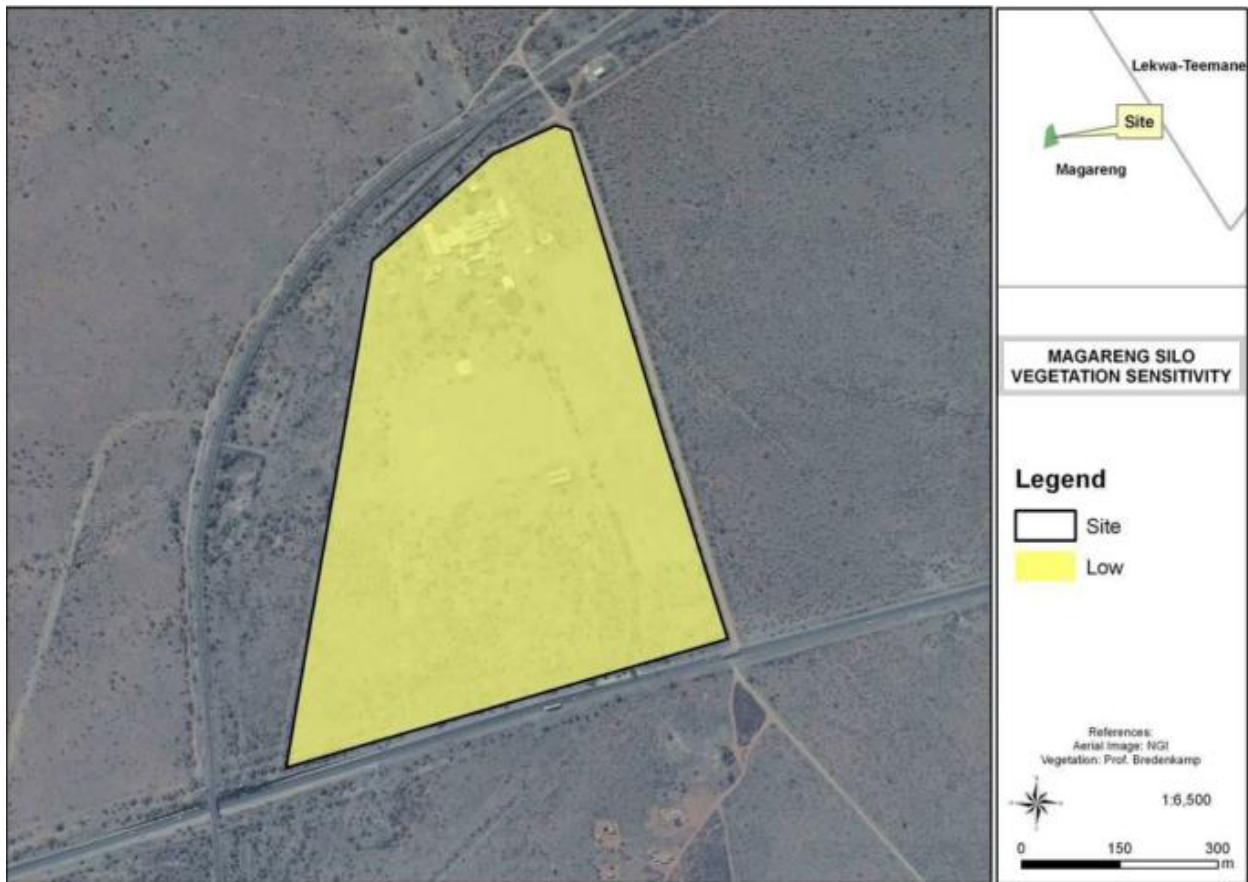 Lekwa-Teemane
Site
Magareng
MAGARENG SILO
VEGETATION SENSITIVITY
Legend
Site
Low
References:
Aerial Image: NGI
Vegetation: Prof. Bredenkamp
1:6,500
0 150 300
m